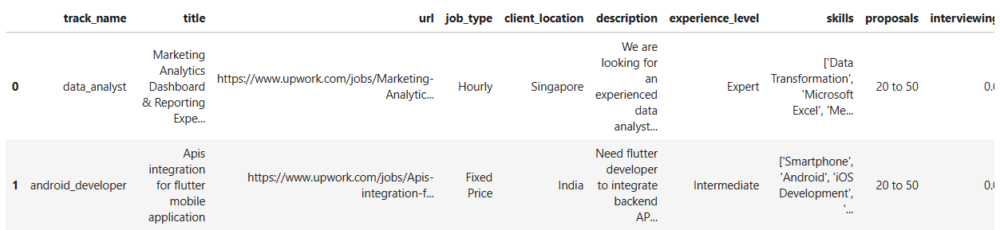 track_name title url job_type client_location description experience_level skills proposals interviewing
0 data_analyst Marketing Analytics Dashboard & Reporting Expe... https://www.upwork.com/jobs/Marketing-Analytic... Hourly Singapore We are looking for an experienced data analyst... Expert ['Data Transformation', 'Microsoft Excel', 'Me... 20 to 50 0.0
1 android_developer Apis integration for flutter mobile application https://www.upwork.com/jobs/Apis-integration-f... Fixed Price India Need flutter developer to integrate backend AP... Intermediate ['Smartphone', 'Android', 'iOS Development', '... 20 to 50 0.0